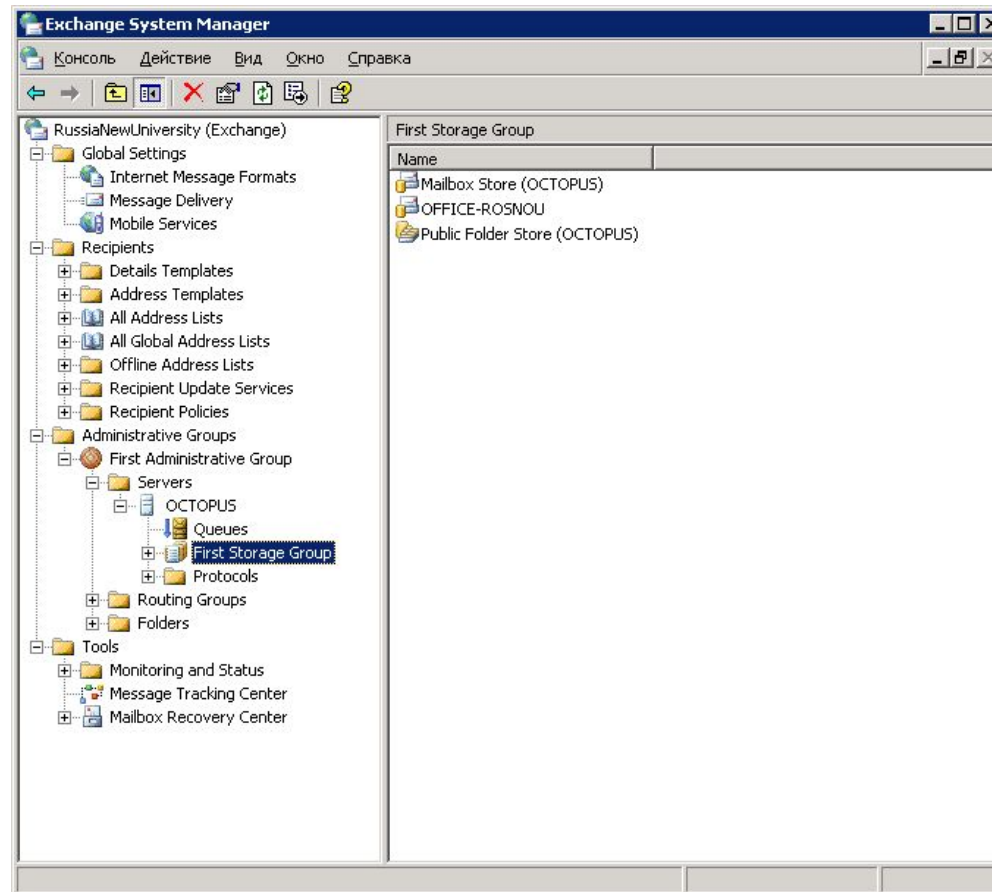 Exchange System Manager
Консоль Действие Вид Окно Справка
RussiaNewUniversity (Exchange)
Global Settings
Internet Message Formats
Message Delivery
Mobile Services
Recipients
Details Templates
Address Templates
All Address Lists
All Global Address Lists
Offline Address Lists
Recipient Update Services
Recipient Policies
Administrative Groups
First Administrative Group
Servers
OCTOPUS
Queues
First Storage Group
Protocols
Routing Groups
Folders
Tools
Monitoring and Status
Message Tracking Center
Mailbox Recovery Center
First Storage Group
Name
Mailbox Store (OCTOPUS)
OFFICE-ROSNOU
Public Folder Store (OCTOPUS)